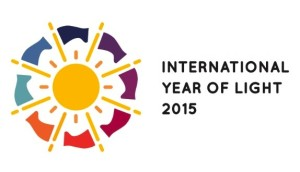 INTERNATIONAL
YEAR OF LIGHT
2015